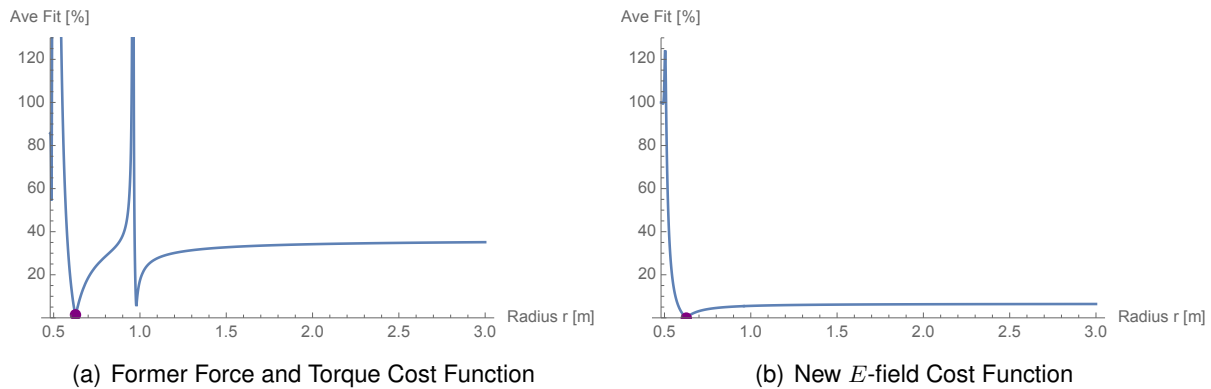 Ave Fit [%]
120
100
80
60
40
20
0.5 1.0 1.5 2.0 2.5 3.0
Radius r [m]
(a) Former Force and Torque Cost Function
Ave Fit [%]
120
100
80
60
40
20
0.5 1.0 1.5 2.0 2.5 3.0
Radius r [m]
(b) New E-field Cost Function